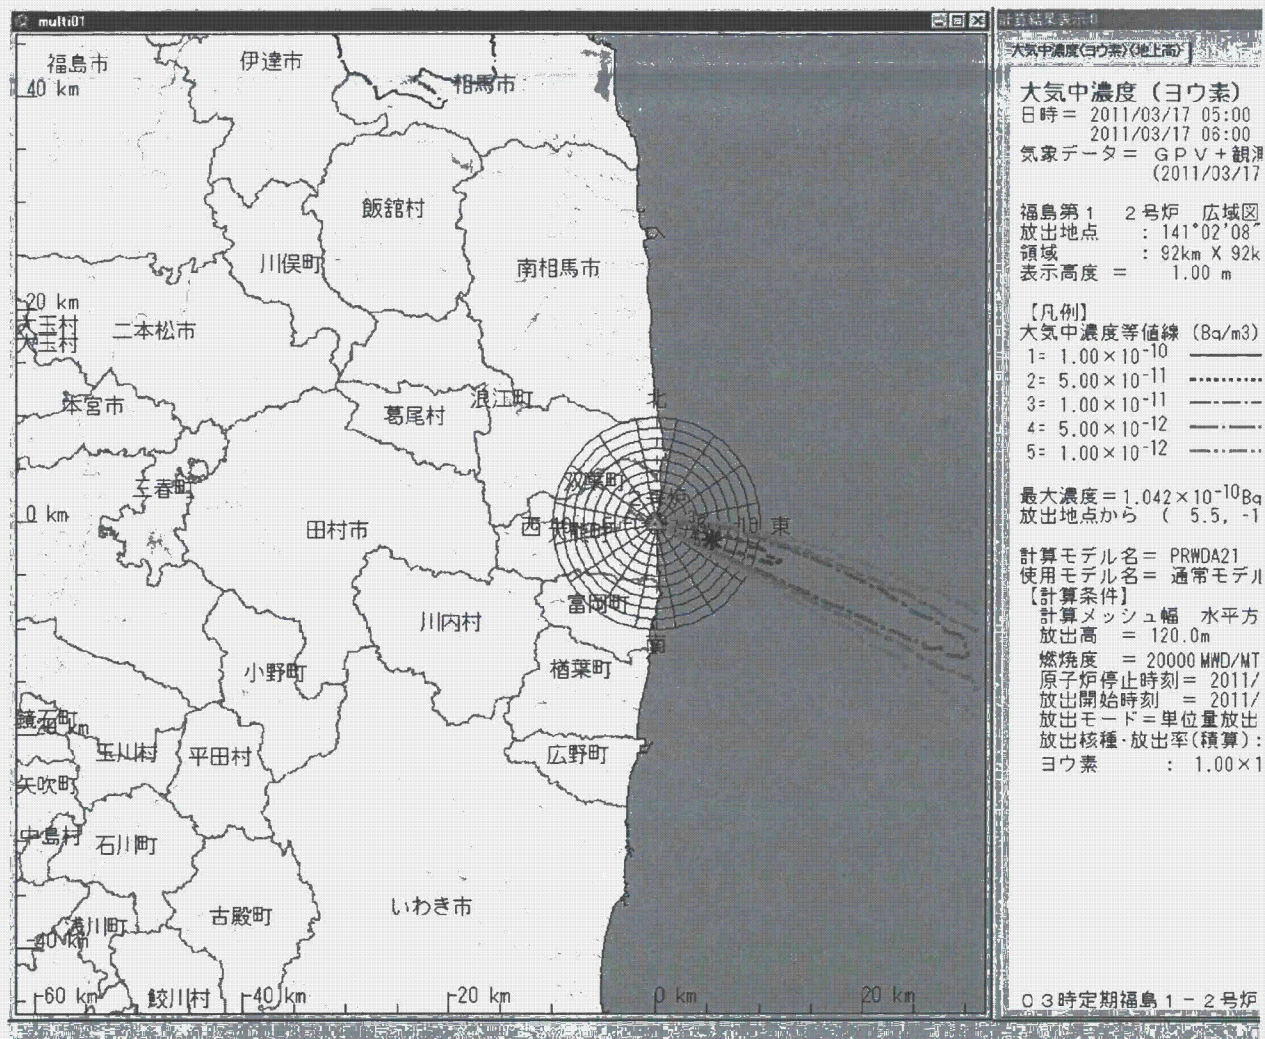 multi01
計算結果表示
大気中濃度(ヨウ素)(地上高)
福島市
伊達市
40 km
相馬市
飯舘村
川俣町
南相馬市
20 km
大玉村
大玉村
二本松市
本宮市
葛尾村
浪江町
北
双葉町
三春町
0 km
田村市
西
10
東
富岡町
川内村
南
小野町
楢葉町
鏡石町
玉川村
平田村
広野町
矢吹町
中島村
石川町
いわき市
古殿町
浅川町
-40 km
鮫川村
-60 km
-40 km
-20 km
0 km
20 km
大気中濃度(ヨウ素)
日時= 2011/03/17 05:00
2011/03/17 06:00
気象データ= GPV+観測
(2011/03/17
福島第1 2号炉 広域図
放出地点 : 141°02'08"
領域 : 92km X 92k
表示高度 = 1.00 m
【凡例】
大気中濃度等値線 (Bq/m3)
1= 1.00×10-10
2= 5.00×10-11
3= 1.00×10-11
4= 5.00×10-12
5= 1.00×10-12
最大濃度=1.042×10-10Bq
放出地点から ( 5.5, -1
計算モデル名= PRWDA21
使用モデル名= 通常モデル
【計算条件】
計算メッシュ幅 水平方
放出高 = 120.0m
燃焼度 = 20000MWD/MT
原子炉停止時刻 = 2011/
放出開始時刻 = 2011/
放出モード=単位量放出
放出核種・放出率(積算):
ヨウ素 : 1.00×1
03時定期福島1-2号炉